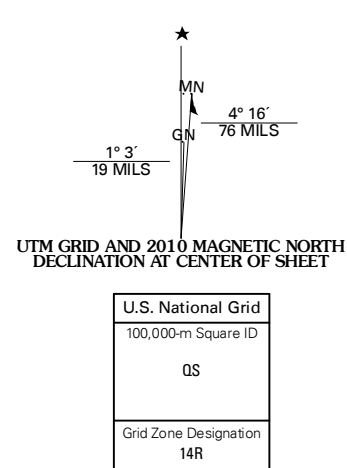 ★
MN
GN
4° 16´
76 MILS
1° 3´
19 MILS
UTM GRID AND 2010 MAGNETIC NORTH
DECLINATION AT CENTER OF SHEET
U.S. National Grid
100,000-m Square ID
QS
Grid Zone Designation
14R